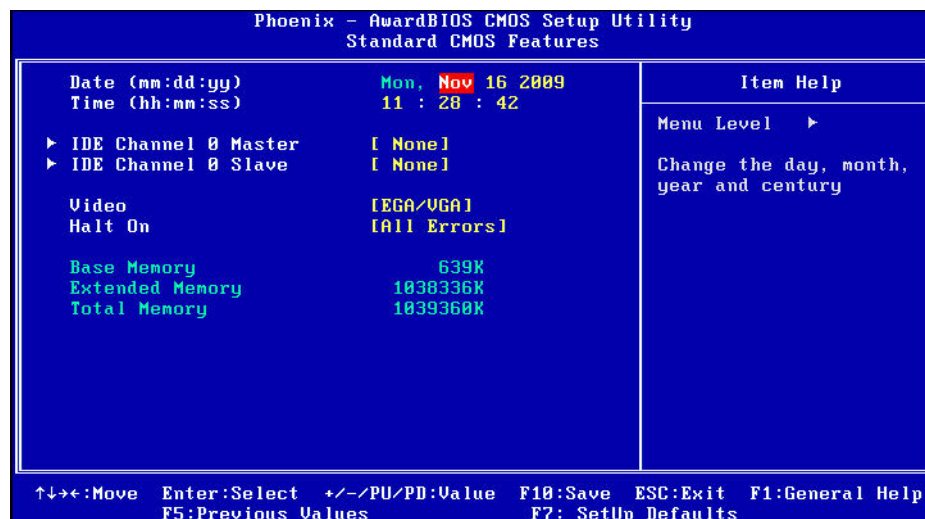 Phoenix - AwardBIOS CMOS Setup Utility
Standard CMOS Features
Date (mm:dd:yy) Mon, Nov 16 2009
Time (hh:mm:ss) 11 : 28 : 42
IDE Channel 0 Master [ None]
IDE Channel 0 Slave [ None]
Video [EGA/VGA]
Halt On [All Errors]
Base Memory 639K
Extended Memory 1038336K
Total Memory 1039360K
Item Help
Menu Level ▶
Change the day, month,
year and century
↑↓→←:Move Enter:Select +/-/PU/PD:Value F10:Save ESC:Exit F1:General Help
F5:Previous Values F7: SetUp Defaults